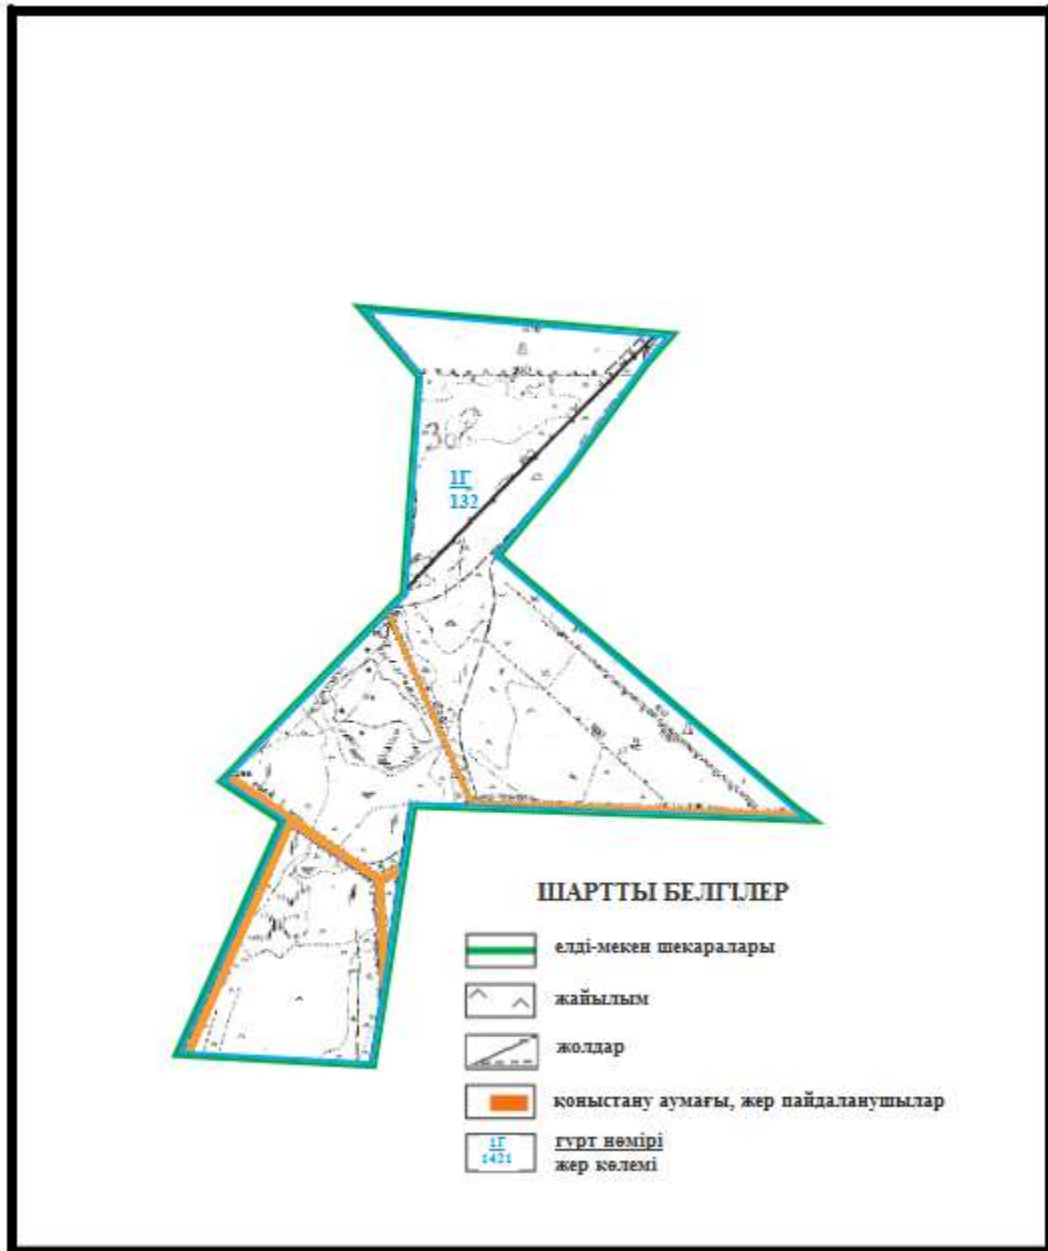 302
1Г
132
ШАРТТЫ БЕЛГІЛЕР
елді-мекен шекаралары
жайылым
жолдар
қоныстану аумағы, жер пайдаланушылар
1Г
1421
гурт нөмірі
жер көлемі